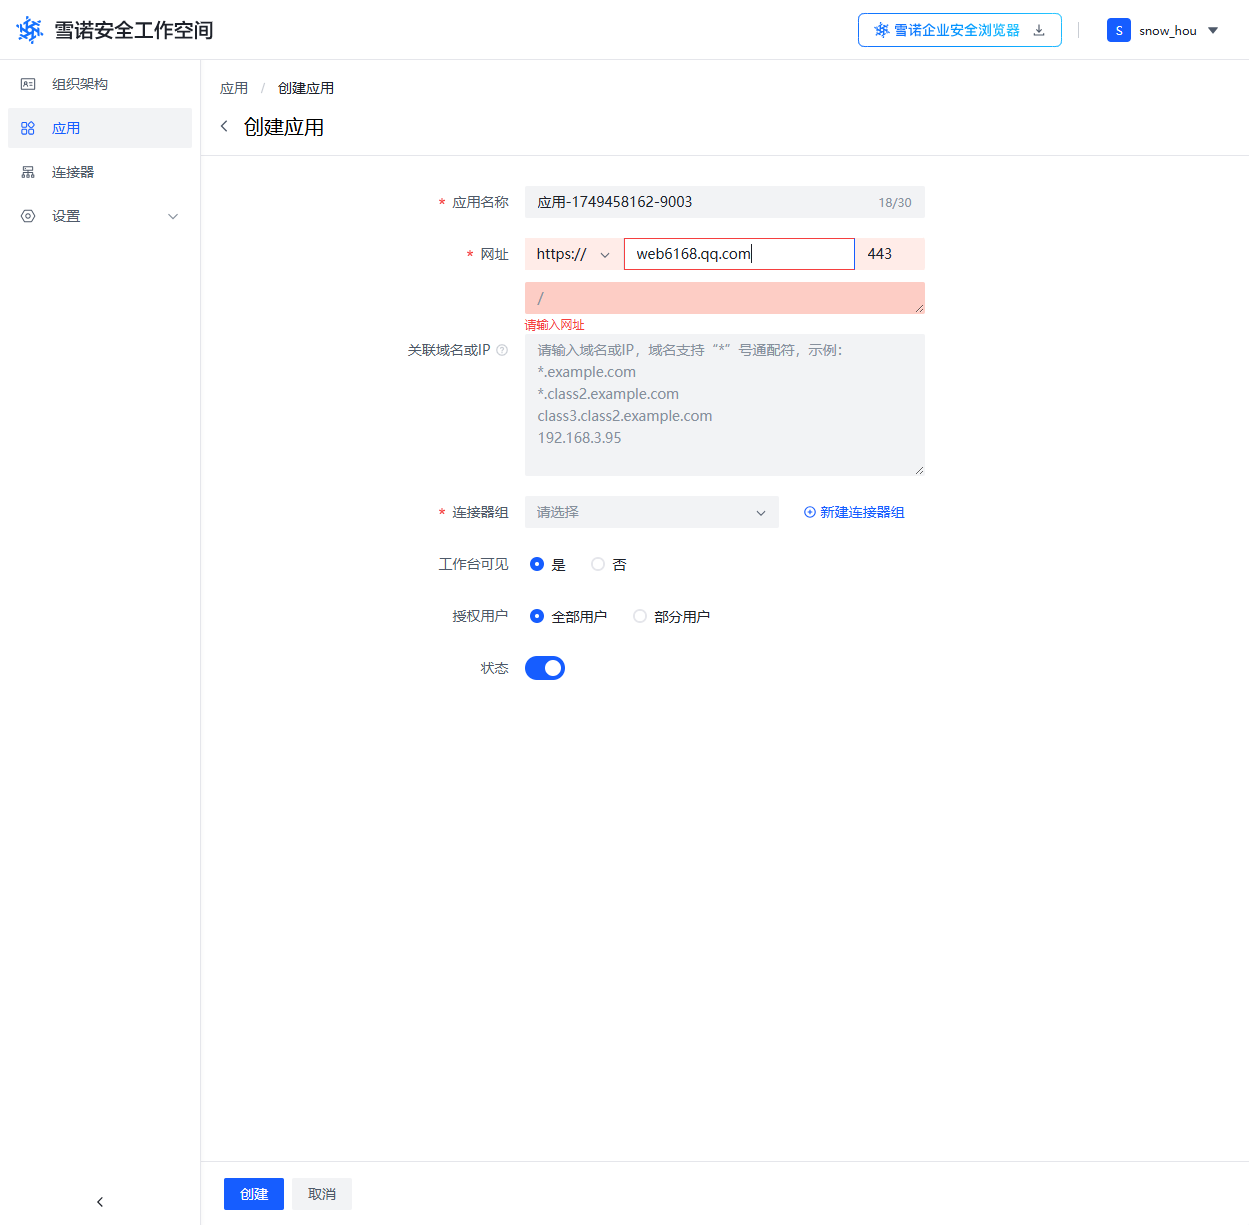 雪诺安全工作空间
雪诺企业安全浏览器
S snow_hou
组织架构
应用
连接器
设置
应用 / 创建应用
创建应用
* 应用名称 应用-1749458162-9003 18/30
* 网址 https:// web6168.qq.com 443
/
请输入网址
关联域名或IP 请输入域名或IP，域名支持“*”号通配符，示例：
*.example.com
*.class2.example.com
class3.class2.example.com
192.168.3.95
* 连接器组 请选择 新建连接器组
工作台可见 是 否
授权用户 全部用户 部分用户
状态
创建 取消